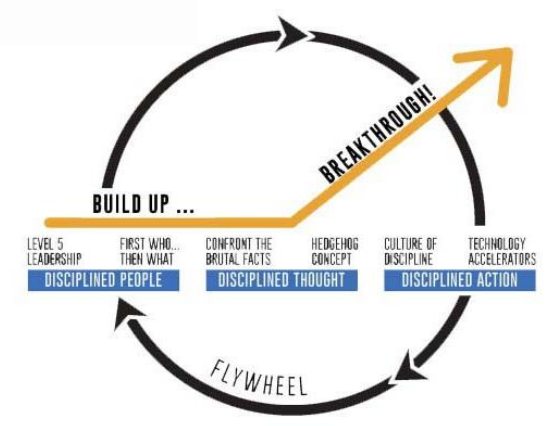 BREAKTHROUGH!
BUILD UP ...
LEVEL 5
LEADERSHIP
FIRST WHO...
THEN WHAT
CONFRONT THE
BRUTAL FACTS
HEDGEHOG
CONCEPT
CULTURE OF
DISCIPLINE
TECHNOLOGY
ACCELERATORS
DISCIPLINED PEOPLE
DISCIPLINED THOUGHT
DISCIPLINED ACTION
FLYWHEEL